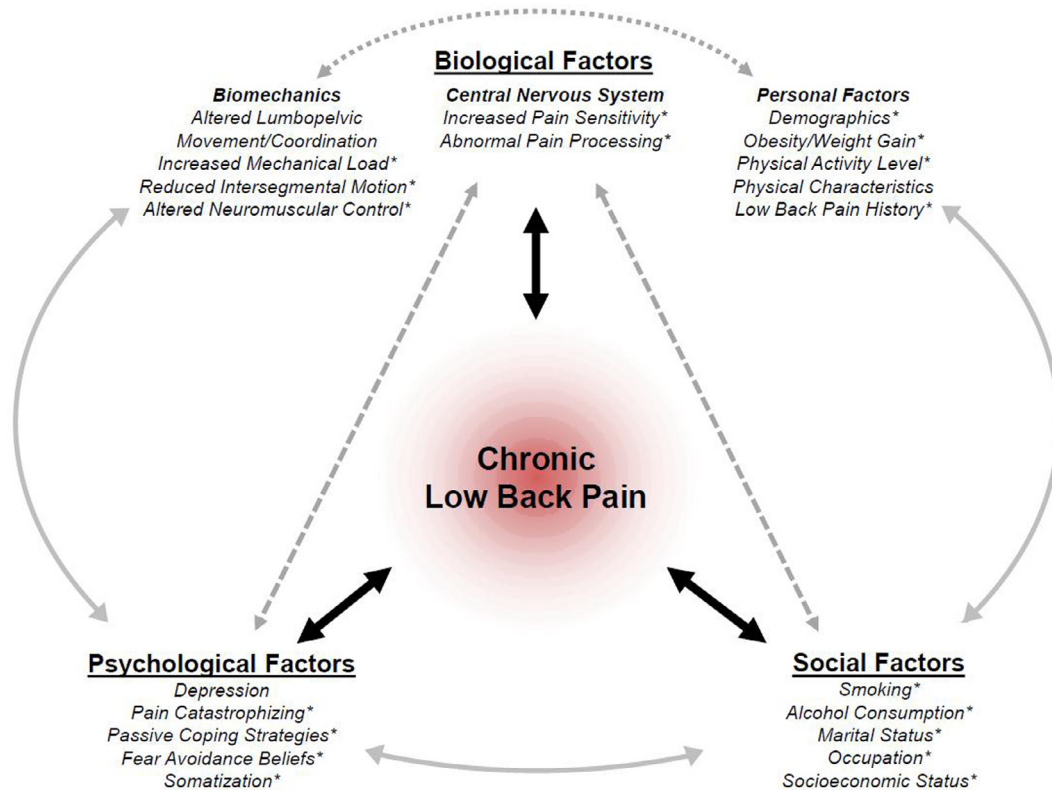 Biological Factors
Biomechanics
Altered Lumbopelvic
Movement/Coordination
Increased Mechanical Load*
Reduced Intersegmental Motion*
Altered Neuromuscular Control*
Central Nervous System
Increased Pain Sensitivity*
Abnormal Pain Processing*
Personal Factors
Demographics*
Obesity/Weight Gain*
Physical Activity Level*
Physical Characteristics
Low Back Pain History*
Chronic
Low Back Pain
Psychological Factors
Depression
Pain Catastrophizing*
Passive Coping Strategies*
Fear Avoidance Beliefs*
Somatization*
Social Factors
Smoking*
Alcohol Consumption*
Marital Status*
Occupation*
Socioeconomic Status*